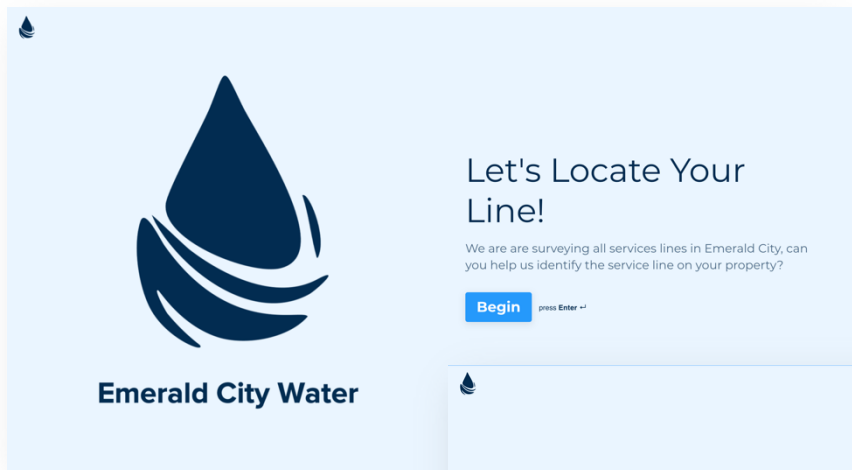 Let's Locate Your
Line!
We are are surveying all services lines in Emerald City, can
you help us identify the service line on your property?
Begin press Enter ↵
Emerald City Water